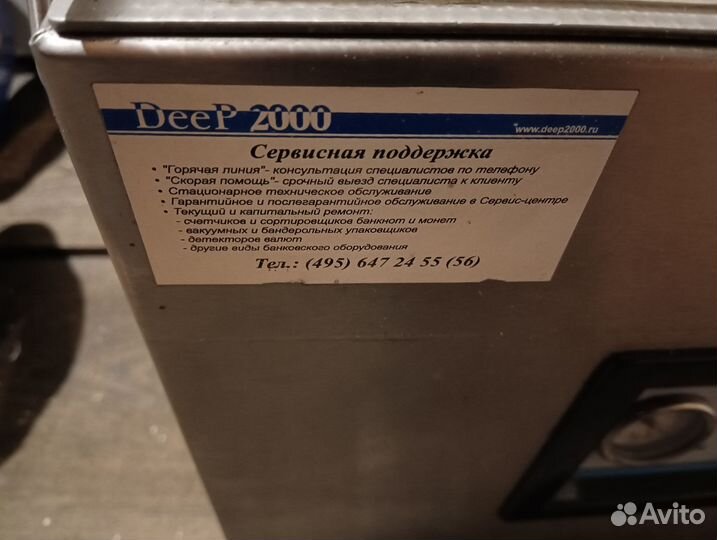 DeeP 2000
www.deep2000.ru
Сервисная поддержка
• "Горячая линия"- консультация специалистов по телефону
• "Скорая помощь"- срочный выезд специалиста к клиенту
• Стационарное техническое обслуживание
• Гарантийное и послегарантийное обслуживание в Сервис-центре
• Текущий и капитальный ремонт:
- счетчиков и сортировщиков банкнот и монет
- вакуумных и бандерольных упаковщиков
- детекторов валют
- другие виды банковского оборудования
Тел.: (495) 647 24 55 (56)
Avito